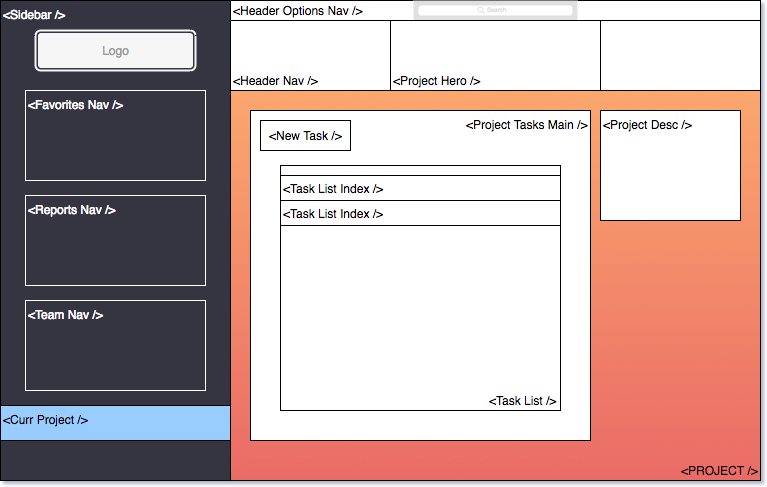 <Sidebar />
Logo
<Favorites Nav />
<Reports Nav />
<Team Nav />
<Curr Project />
<Header Options Nav />
Search
<Header Nav />
<Project Hero />
<New Task />
<Project Tasks Main />
<Project Desc />
<Task List Index />
<Task List Index />
<Task List />
<PROJECT />